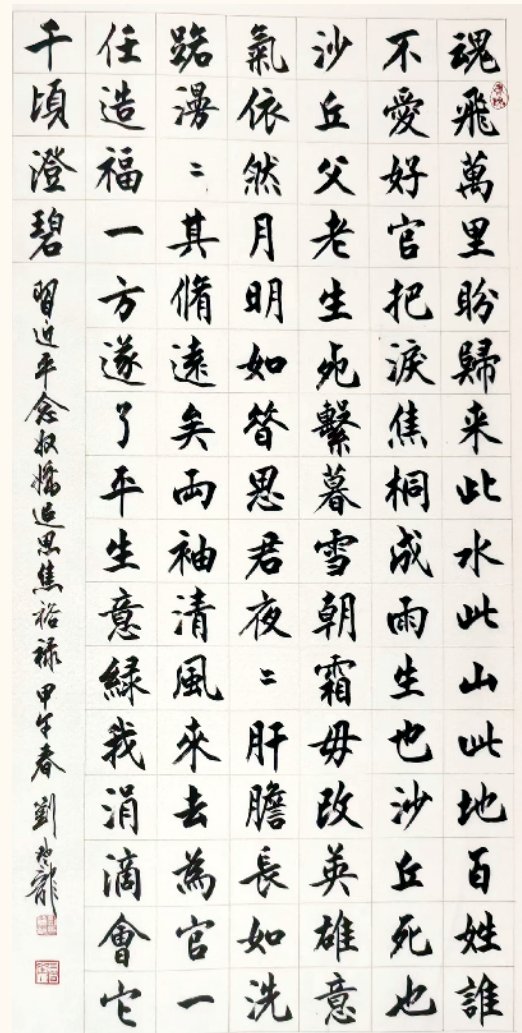 魂飛萬里盼歸来此水此山此地百姓誰
不愛好官把淚焦桐成雨生也沙丘死也
沙丘父老生死繫暮雪朝霜毋改英雄意
氣依然月明如昝思君夜〻肝膽長如洗
路漫〻其脩遠矣両袖清風來去為官一
任造福一方遂了平生意緑我涓滴會它
千頃澄碧
習近平念奴嬌追思焦裕禄甲午春劉